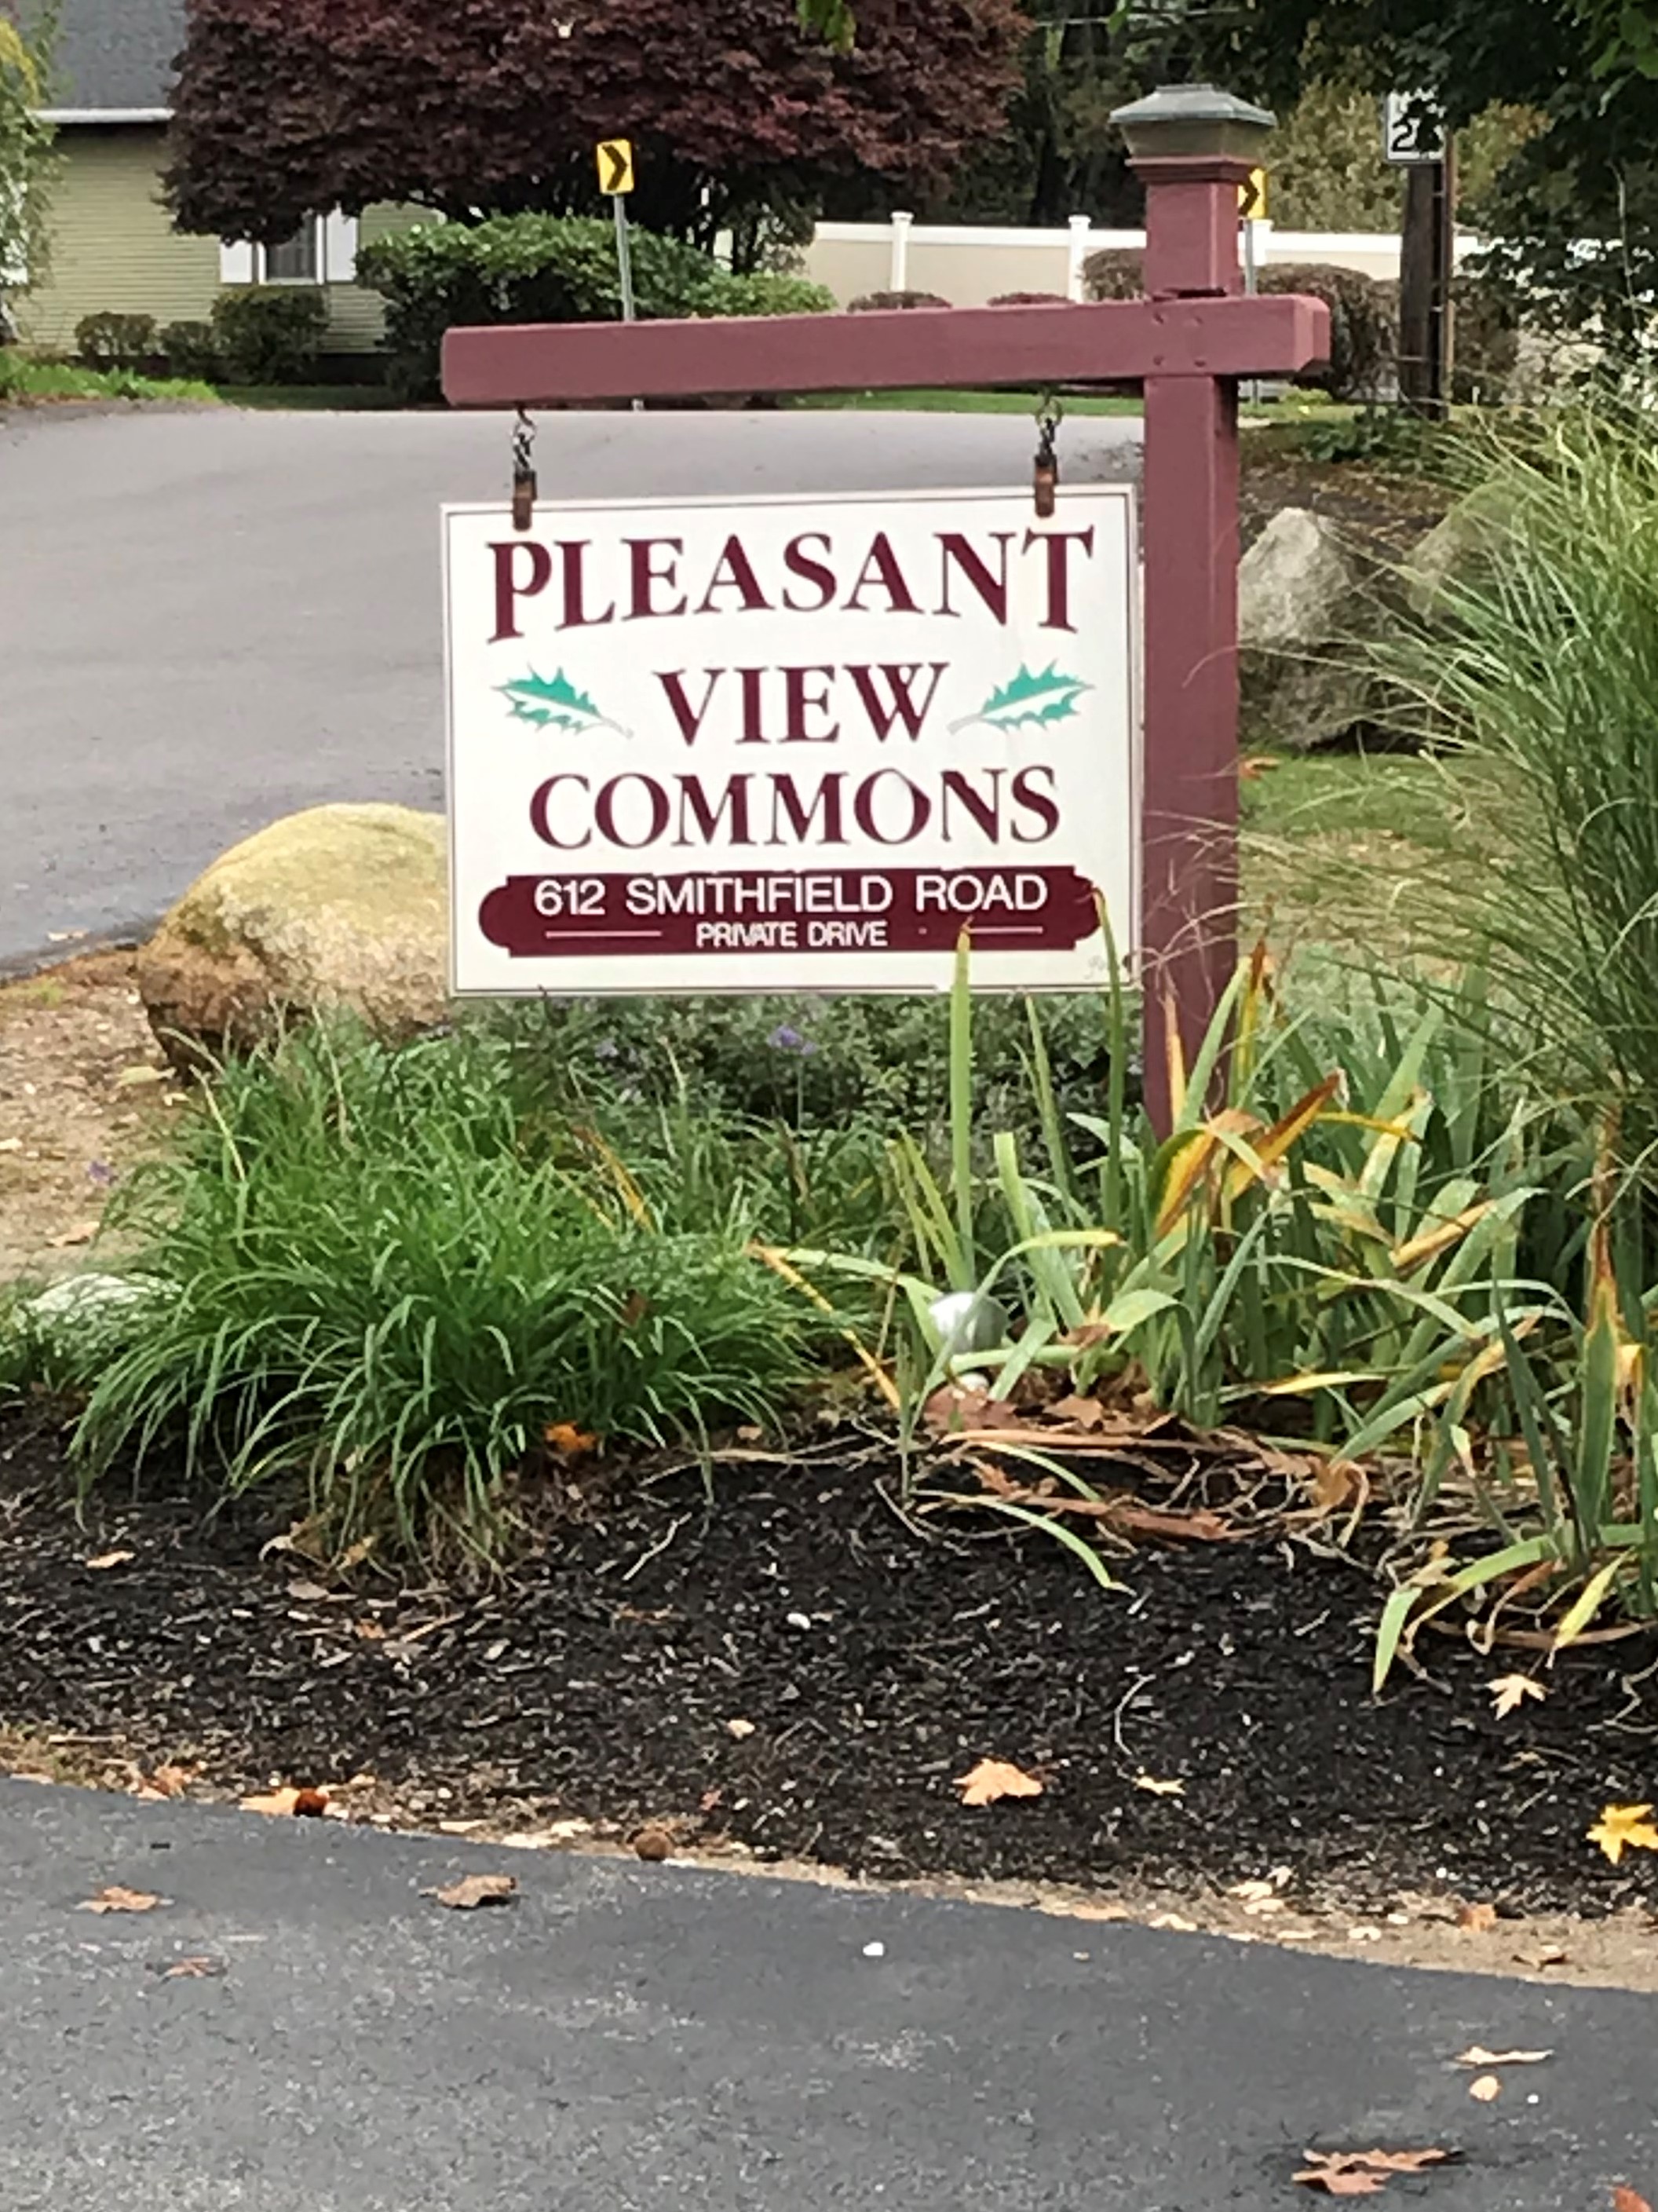 PLEASANT
VIEW
COMMONS
612 SMITHFIELD ROAD
PRIVATE DRIVE